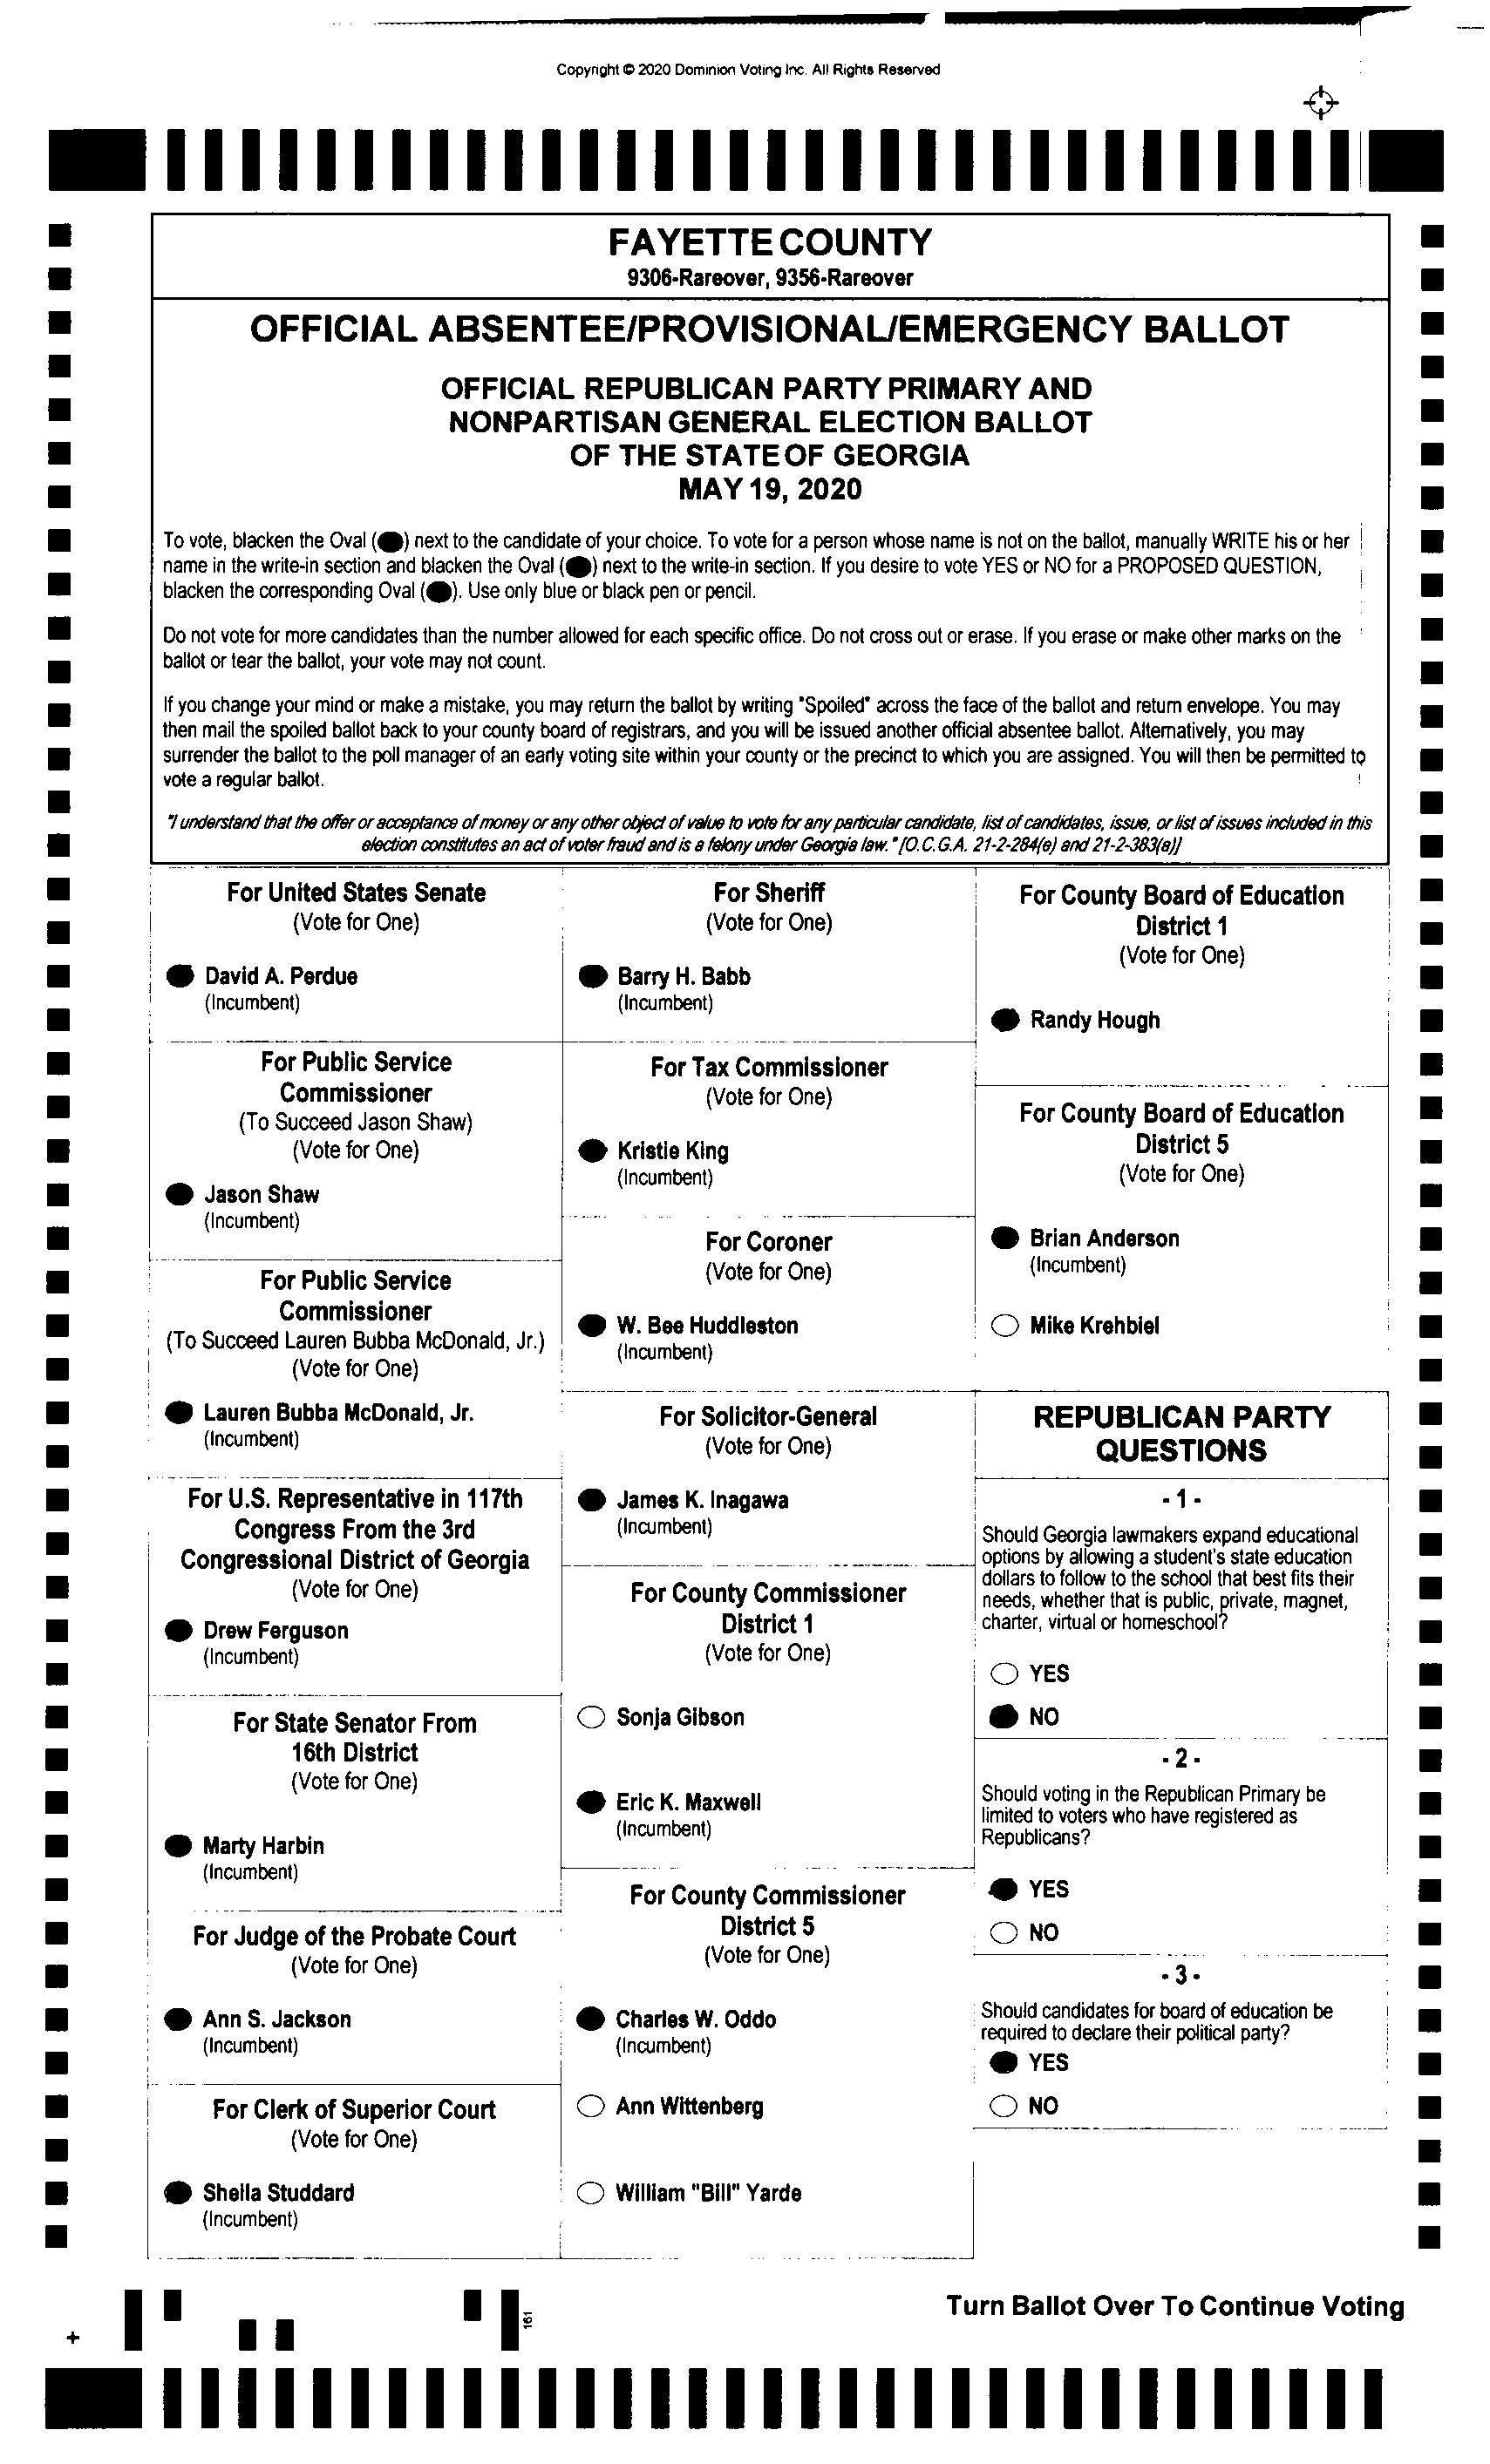 Copyright © 2020 Dominion Voting Inc. All Rights Reserved
FAYETTE COUNTY
9306-Rareover, 9356-Rareover
OFFICIAL ABSENTEE/PROVISIONAL/EMERGENCY BALLOT
OFFICIAL REPUBLICAN PARTY PRIMARY AND
NONPARTISAN GENERAL ELECTION BALLOT
OF THE STATE OF GEORGIA
MAY 19, 2020
To vote, blacken the Oval ( ) next to the candidate of your choice. To vote for a person whose name is not on the ballot, manually WRITE his or her
name in the write-in section and blacken the Oval ( ) next to the write-in section. If you desire to vote YES or NO for a PROPOSED QUESTION,
blacken the corresponding Oval ( ). Use only blue or black pen or pencil.
Do not vote for more candidates than the number allowed for each specific office. Do not cross out or erase. If you erase or make other marks on the
ballot or tear the ballot, your vote may not count.
If you change your mind or make a mistake, you may return the ballot by writing "Spoiled" across the face of the ballot and return envelope. You may
then mail the spoiled ballot back to your county board of registrars, and you will be issued another official absentee ballot. Alternatively, you may
surrender the ballot to the poll manager of an early voting site within your county or the precinct to which you are assigned. You will then be permitted to
vote a regular ballot.
"I understand that the offer or acceptance of money or any other object of value to vote for any particular candidate, list of candidates, issue, or list of issues included in this
election constitutes an act of voter fraud and is a felony under Georgia law." [O.C.G.A. 21-2-284(e) and 21-2-383(a)]
For United States Senate
(Vote for One)
David A. Perdue
(Incumbent)
For Public Service
Commissioner
(To Succeed Jason Shaw)
(Vote for One)
Jason Shaw
(Incumbent)
For Public Service
Commissioner
(To Succeed Lauren Bubba McDonald, Jr.)
(Vote for One)
Lauren Bubba McDonald, Jr.
(Incumbent)
For U.S. Representative in 117th
Congress From the 3rd
Congressional District of Georgia
(Vote for One)
Drew Ferguson
(Incumbent)
For State Senator From
16th District
(Vote for One)
Marty Harbin
(Incumbent)
For Judge of the Probate Court
(Vote for One)
Ann S. Jackson
(Incumbent)
For Clerk of Superior Court
(Vote for One)
Sheila Studdard
(Incumbent)
For Sheriff
(Vote for One)
Barry H. Babb
(Incumbent)
For Tax Commissioner
(Vote for One)
Kristie King
(Incumbent)
For Coroner
(Vote for One)
W. Bee Huddleston
(Incumbent)
For Solicitor-General
(Vote for One)
James K. Inagawa
(Incumbent)
For County Commissioner
District 1
(Vote for One)
Sonja Gibson
Eric K. Maxwell
(Incumbent)
For County Commissioner
District 5
(Vote for One)
Charles W. Oddo
(Incumbent)
Ann Wittenberg
William "Bill" Yarde
For County Board of Education
District 1
(Vote for One)
Randy Hough
For County Board of Education
District 5
(Vote for One)
Brian Anderson
(Incumbent)
Mike Krehbiel
REPUBLICAN PARTY
QUESTIONS
- 1 -
Should Georgia lawmakers expand educational
options by allowing a student's state education
dollars to follow to the school that best fits their
needs, whether that is public, private, magnet,
charter, virtual or homeschool?
YES
NO
- 2 -
Should voting in the Republican Primary be
limited to voters who have registered as
Republicans?
YES
NO
- 3 -
Should candidates for board of education be
required to declare their political party?
YES
NO
Turn Ballot Over To Continue Voting
161